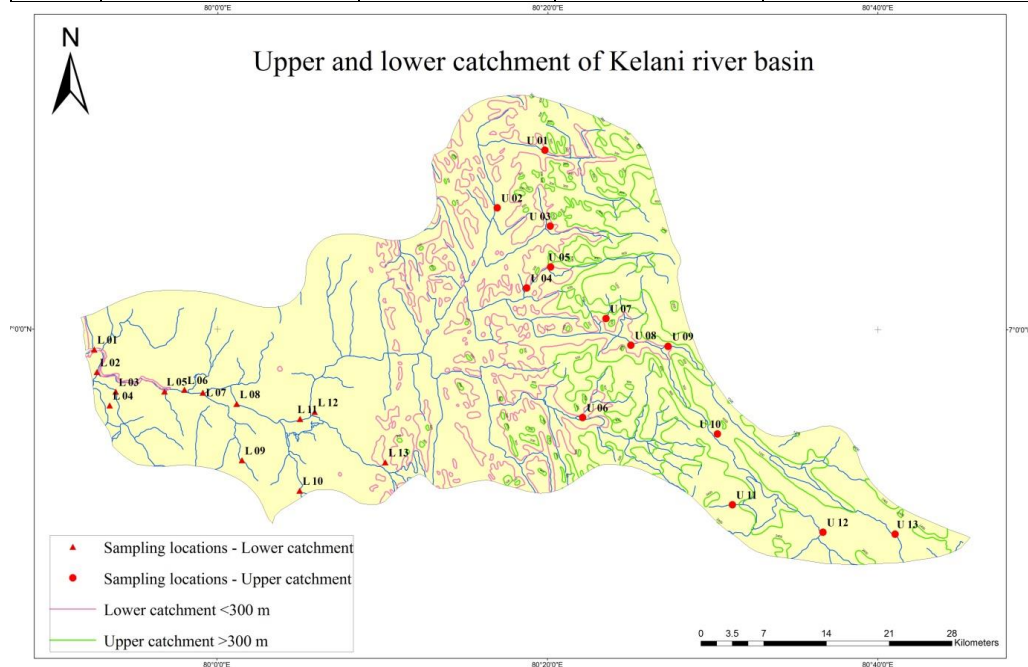 80°0'0"E 80°20'0"E 80°40'0"E
N
Upper and lower catchment of Kelani river basin
U 01
U 02
U 03
U 05
U 04
U 07
7°0'0"N 7°0'0"
U 08 U 09
L 01
L 02
L 03 L 05 L 06
L 04 L 07 L 08
L 11 L 12
U 06
U 10
L 09 L 13
L 10
U 11
U 12 U 13
Sampling locations - Lower catchment
Sampling locations - Upper catchment
Lower catchment <300 m
Upper catchment >300 m
0 3.5 7 14 21 28
Kilometers
80°0'0"E 80°20'0"E 80°40'0"E